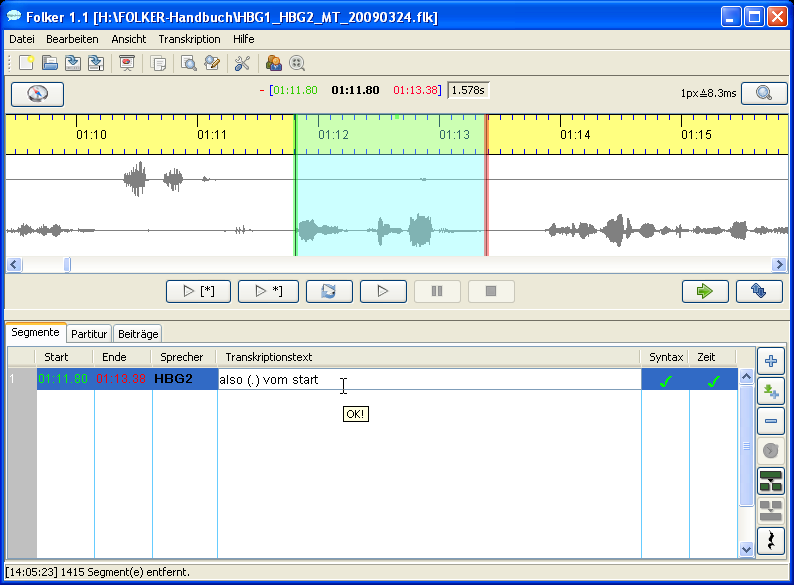 Folker 1.1 [H:\FOLKER-Handbuch\HBG1_HBG2_MT_20090324.flk]
Datei Bearbeiten Ansicht Transkription Hilfe
- [01:11.80 01:11.80 01:13.38] 1.578s
1px≙8.3ms
01:10 01:11 01:12 01:13 01:14 01:15
[*] *]
Segmente Partitur Beiträge
Start Ende Sprecher Transkriptionstext Syntax Zeit
1 01:11.80 01:13.38 HBG2 also (.) vom start
OK!
[14:05:23] 1415 Segment(e) entfernt.